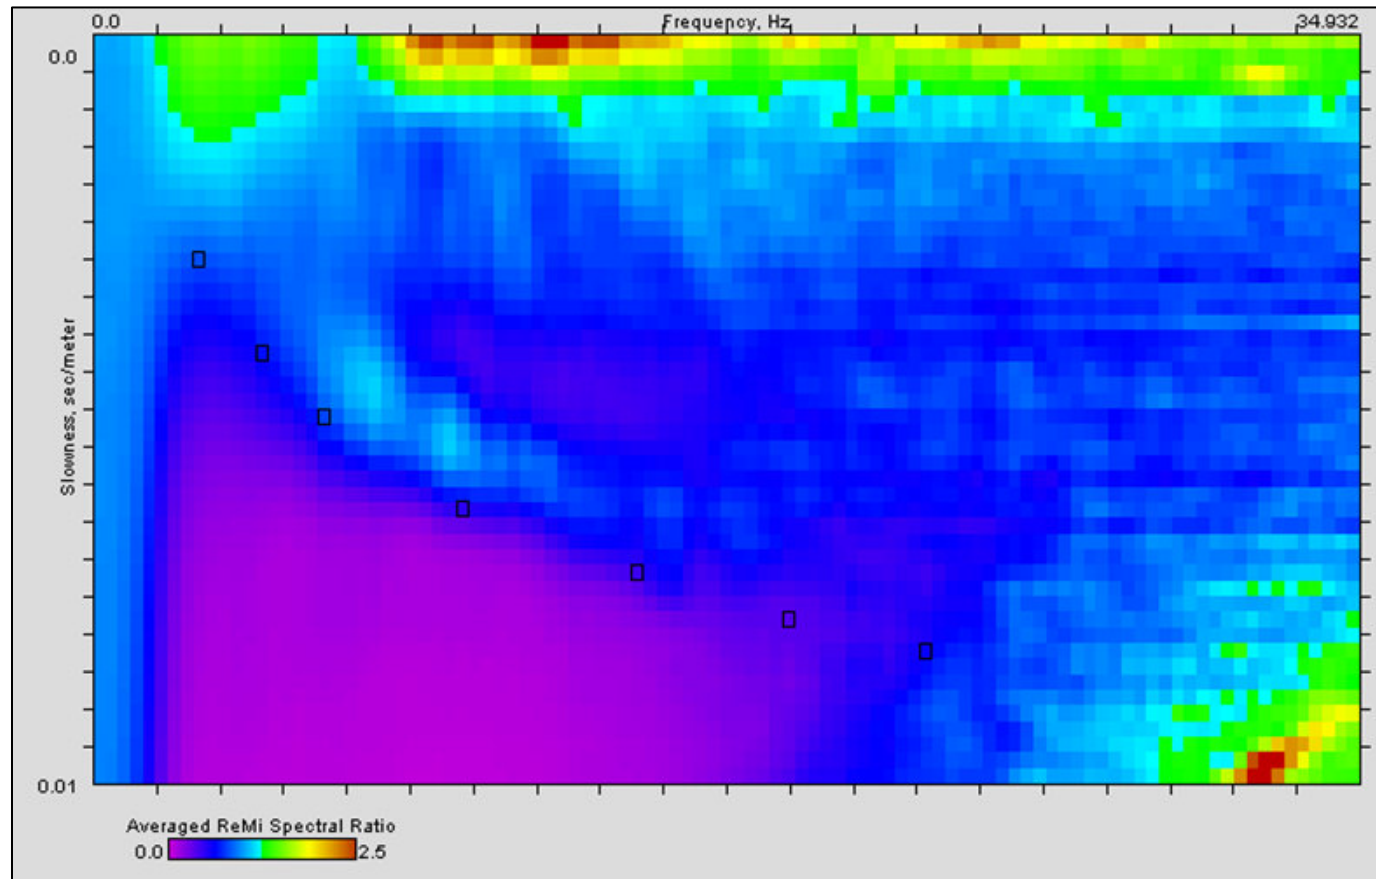 0.0 Frequency, Hz 34.932
0.0
Slowness, sec/meter
0.01
Averaged ReMi Spectral Ratio
0.0 2.5